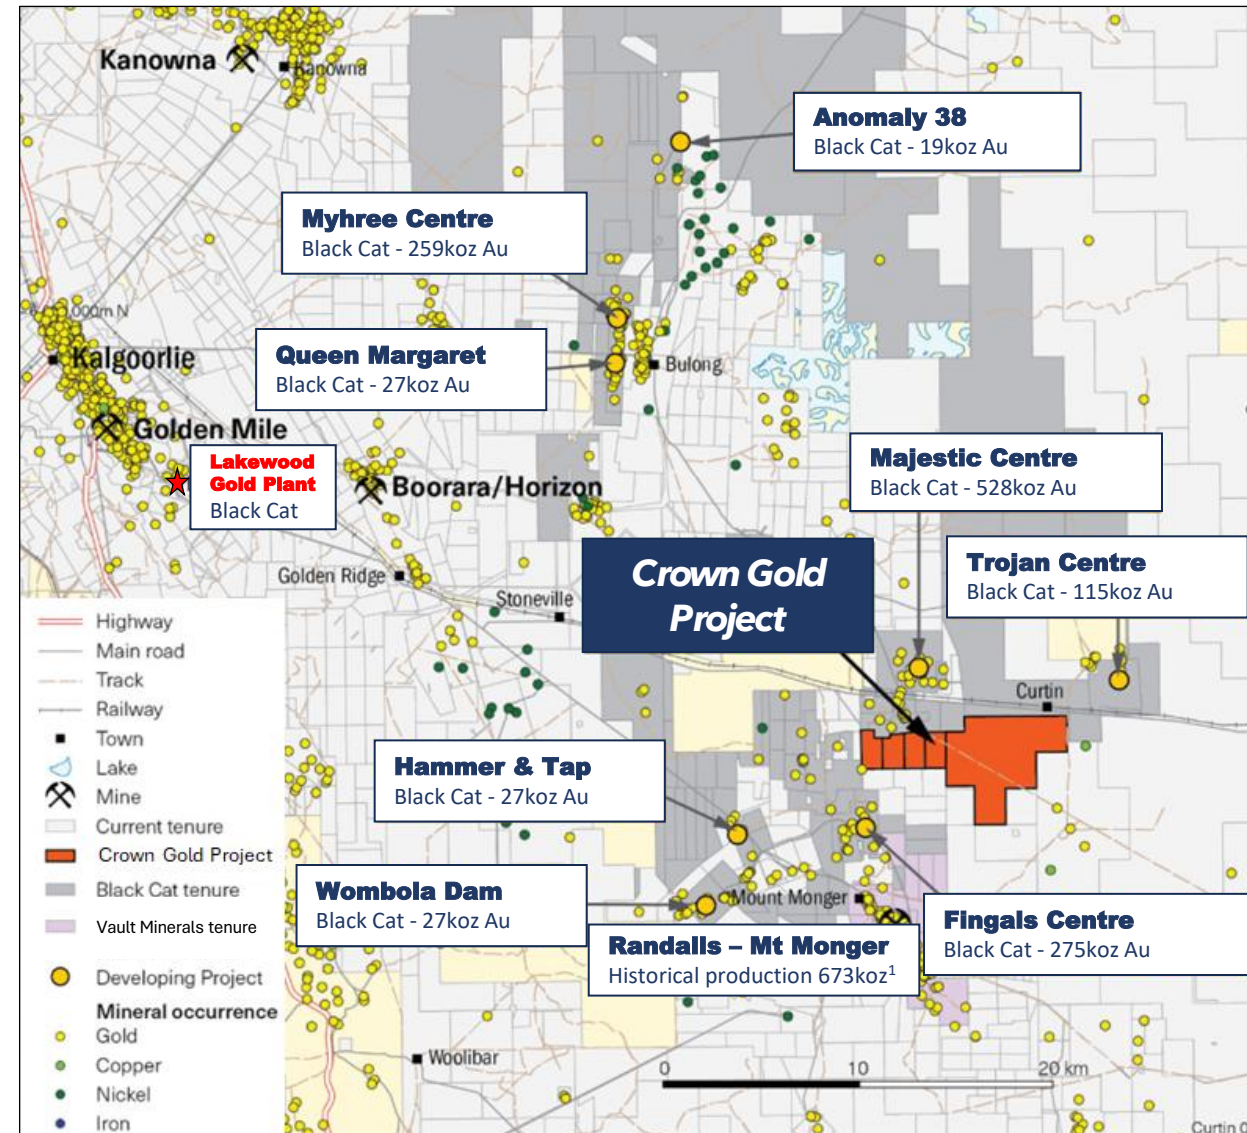 Kanowna
Kanowna
Anomaly 38
Black Cat - 19koz Au
Myhree Centre
Black Cat - 259koz Au
000m N
Kalgoorlie
Queen Margaret
Black Cat - 27koz Au
Bulong
Golden Mile
Lakewood
Gold Plant
Black Cat
Boorara/Horizon
Majestic Centre
Black Cat - 528koz Au
Crown Gold
Project
Trojan Centre
Black Cat - 115koz Au
Golden Ridge
Stoneville
Curtin
Highway
Main road
Track
Railway
Town
Lake
Mine
Current tenure
Crown Gold Project
Black Cat tenure
Vault Minerals tenure
Developing Project
Mineral occurrence
Gold
Copper
Nickel
Iron
Hammer & Tap
Black Cat - 27koz Au
Wombola Dam
Black Cat - 27koz Au
Mount Monger
Randalls – Mt Monger
Historical production 673koz1
Fingals Centre
Black Cat - 275koz Au
Woolibar
0 10 20 km
Curtin